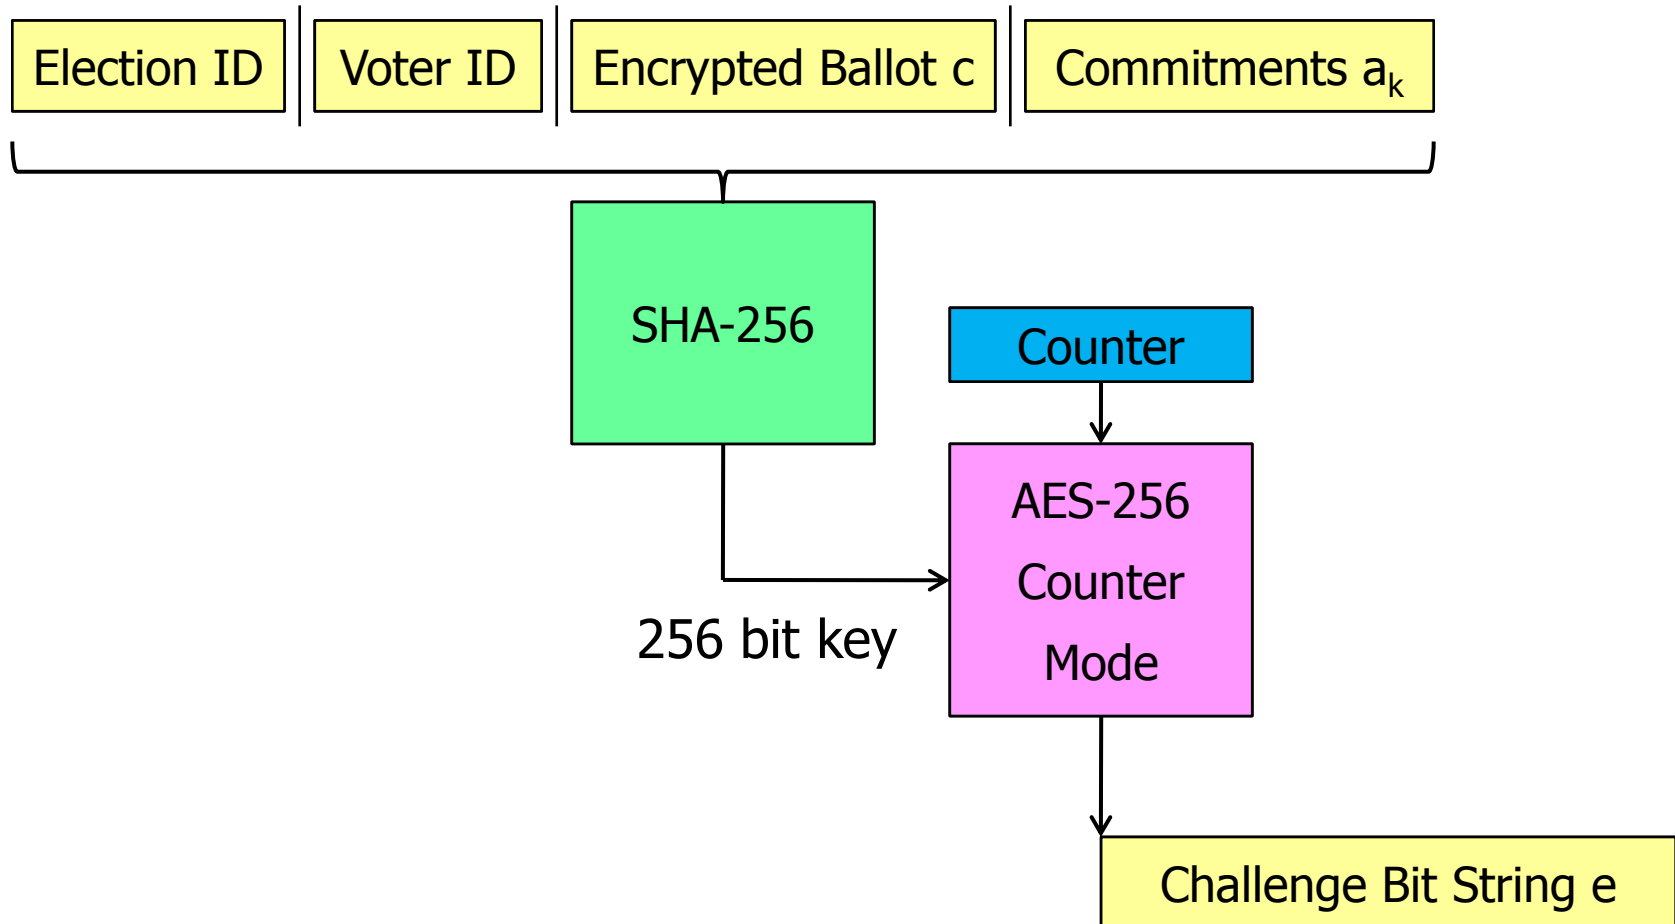 Election ID
Voter ID
Encrypted Ballot c
Commitments aₖ
SHA-256
Counter
AES-256
Counter
Mode
256 bit key
Challenge Bit String e